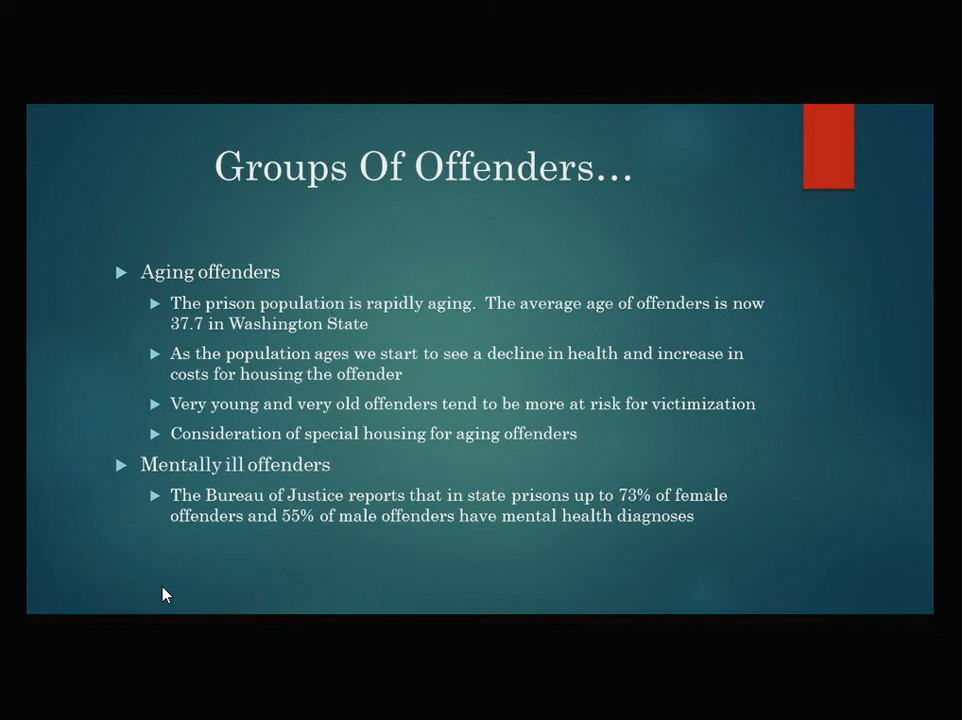 Groups Of Offenders...
Aging offenders
The prison population is rapidly aging. The average age of offenders is now
37.7 in Washington State
As the population ages we start to see a decline in health and increase in
costs for housing the offender
Very young and very old offenders tend to be more at risk for victimization
Consideration of special housing for aging offenders
Mentally ill offenders
The Bureau of Justice reports that in state prisons up to 73% of female
offenders and 55% of male offenders have mental health diagnoses